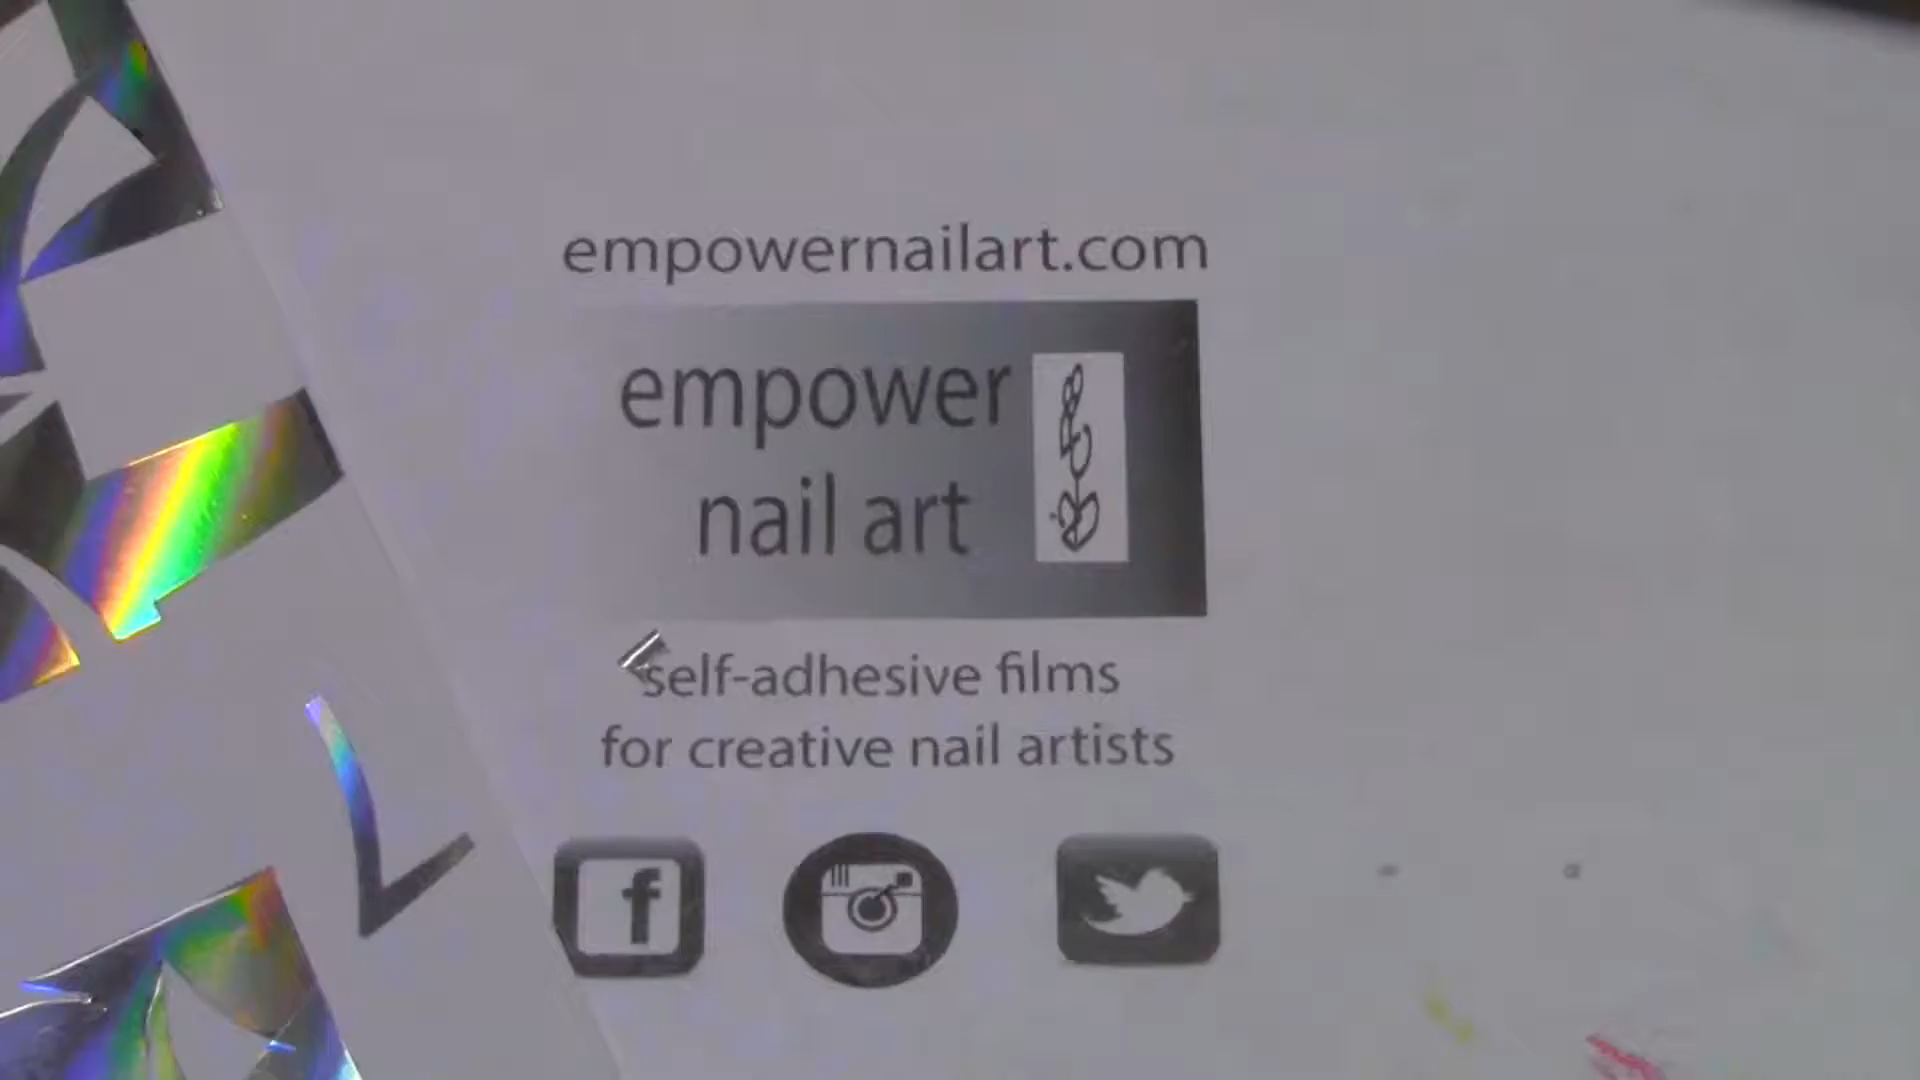 empowernailart.com
empower
nail art
self-adhesive films
for creative nail artists